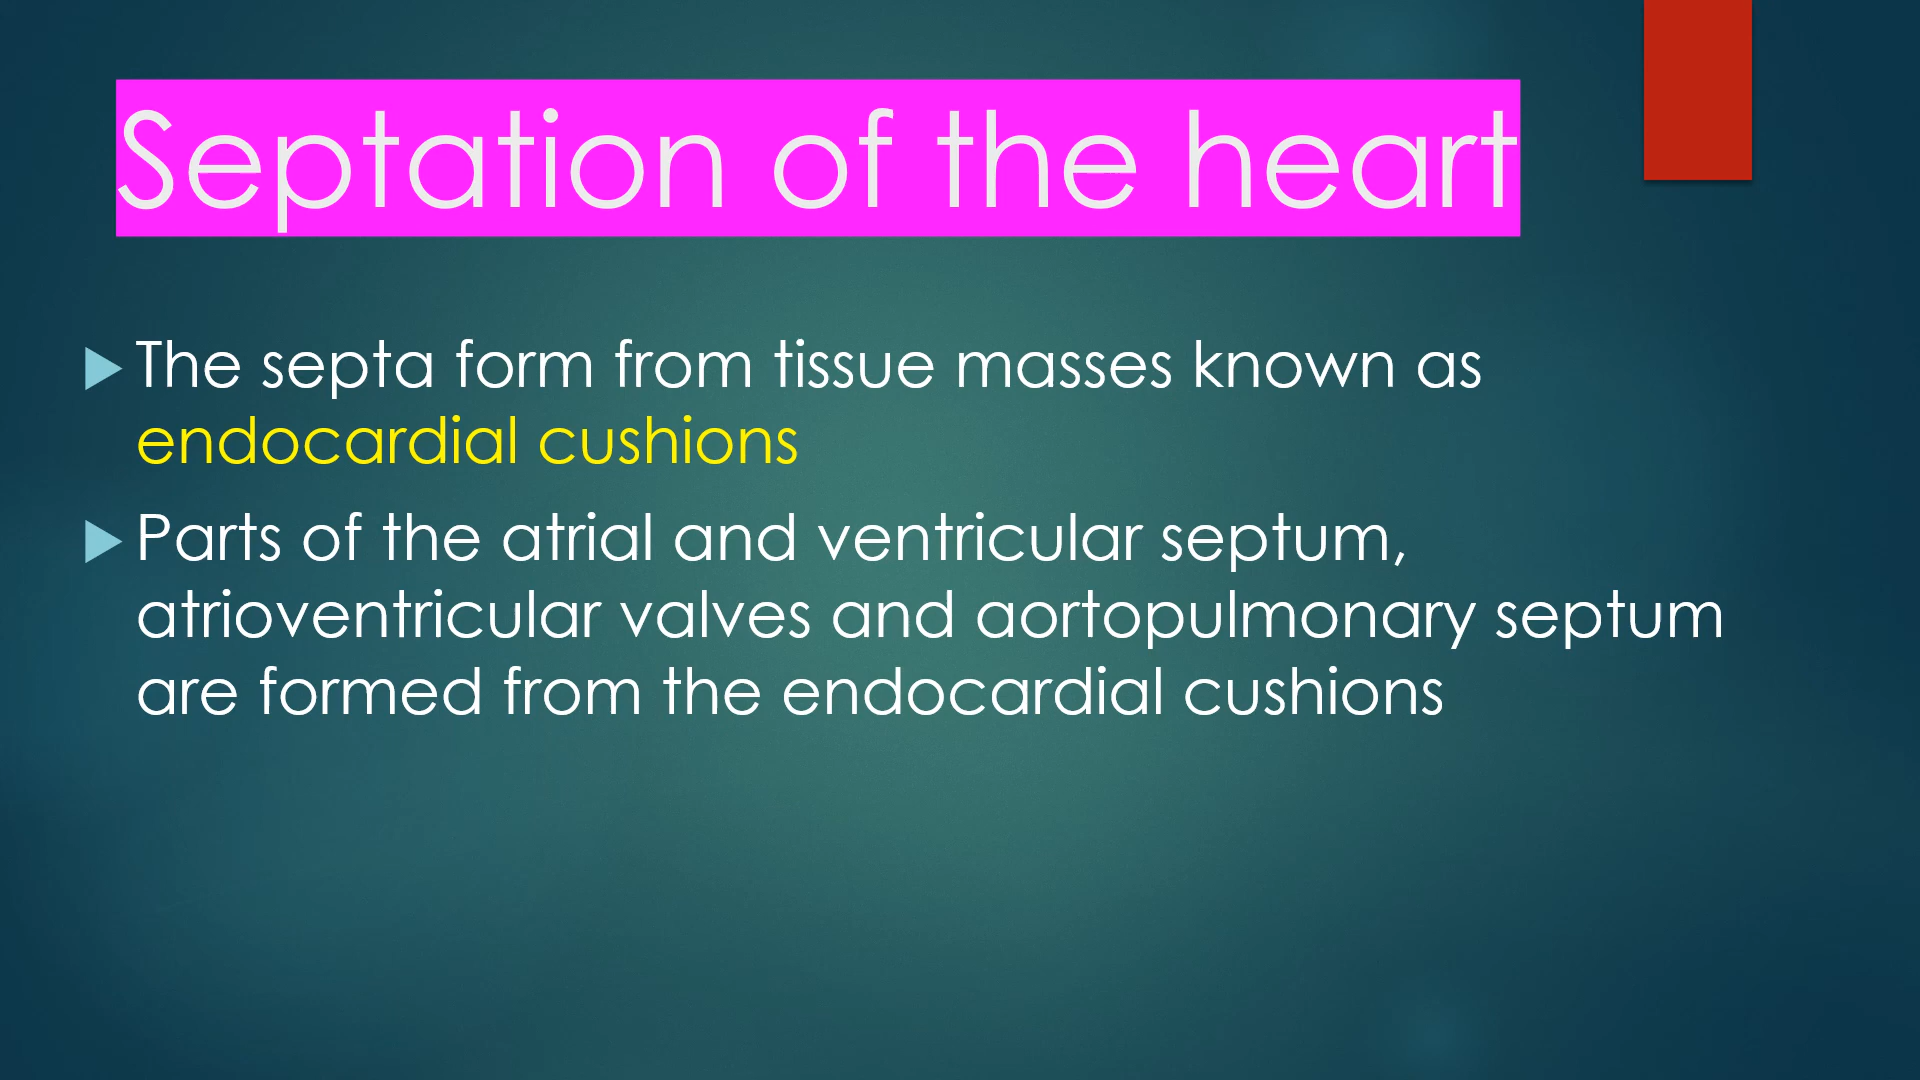 Septation of the heart
The septa form from tissue masses known as
endocardial cushions
Parts of the atrial and ventricular septum,
atrioventricular valves and aortopulmonary septum
are formed from the endocardial cushions